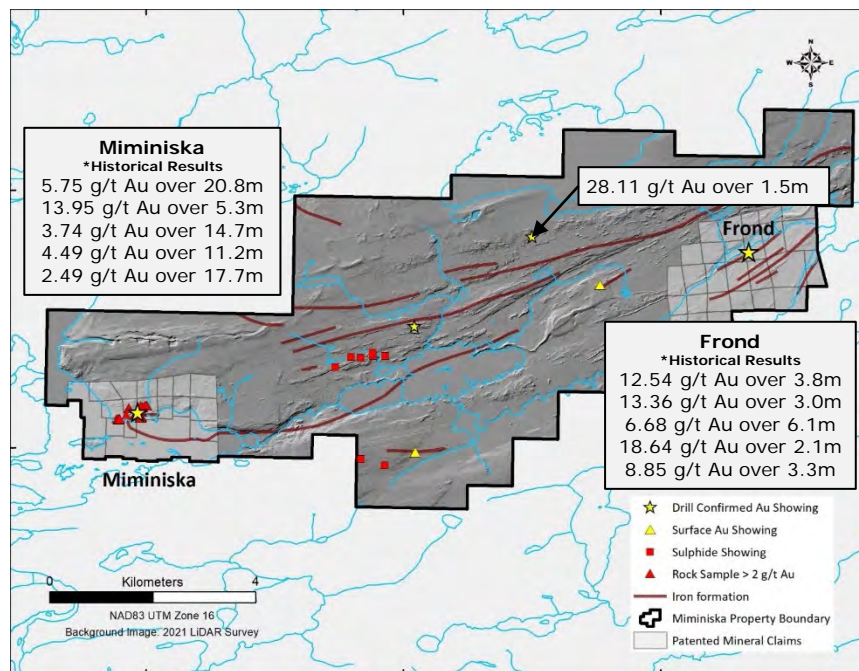 N
W E
S
Miminiska
*Historical Results
5.75 g/t Au over 20.8m
13.95 g/t Au over 5.3m
3.74 g/t Au over 14.7m
4.49 g/t Au over 11.2m
2.49 g/t Au over 17.7m
28.11 g/t Au over 1.5m
Frond
Frond
*Historical Results
12.54 g/t Au over 3.8m
13.36 g/t Au over 3.0m
6.68 g/t Au over 6.1m
18.64 g/t Au over 2.1m
8.85 g/t Au over 3.3m
Miminiska
Drill Confirmed Au Showing
Surface Au Showing
Sulphide Showing
Rock Sample > 2 g/t Au
Iron formation
Miminiska Property Boundary
Patented Mineral Claims
0 Kilometers 4
NAD83 UTM Zone 16
Background Image: 2021 LiDAR Survey